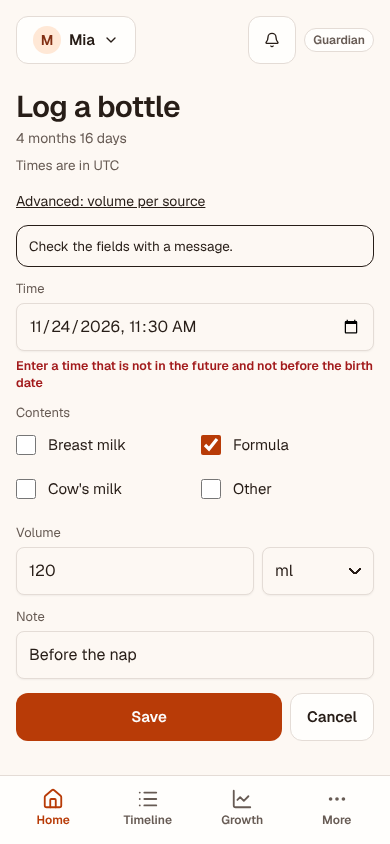 M Mia
Guardian
Log a bottle
4 months 16 days
Times are in UTC
Advanced: volume per source
Check the fields with a message.
Time
11/24/2026, 11:30 AM
Enter a time that is not in the future and not before the birth
date
Contents
Breast milk
Formula
Cow's milk
Other
Volume
120
ml
Note
Before the nap
Save
Cancel
Home
Timeline
Growth
More